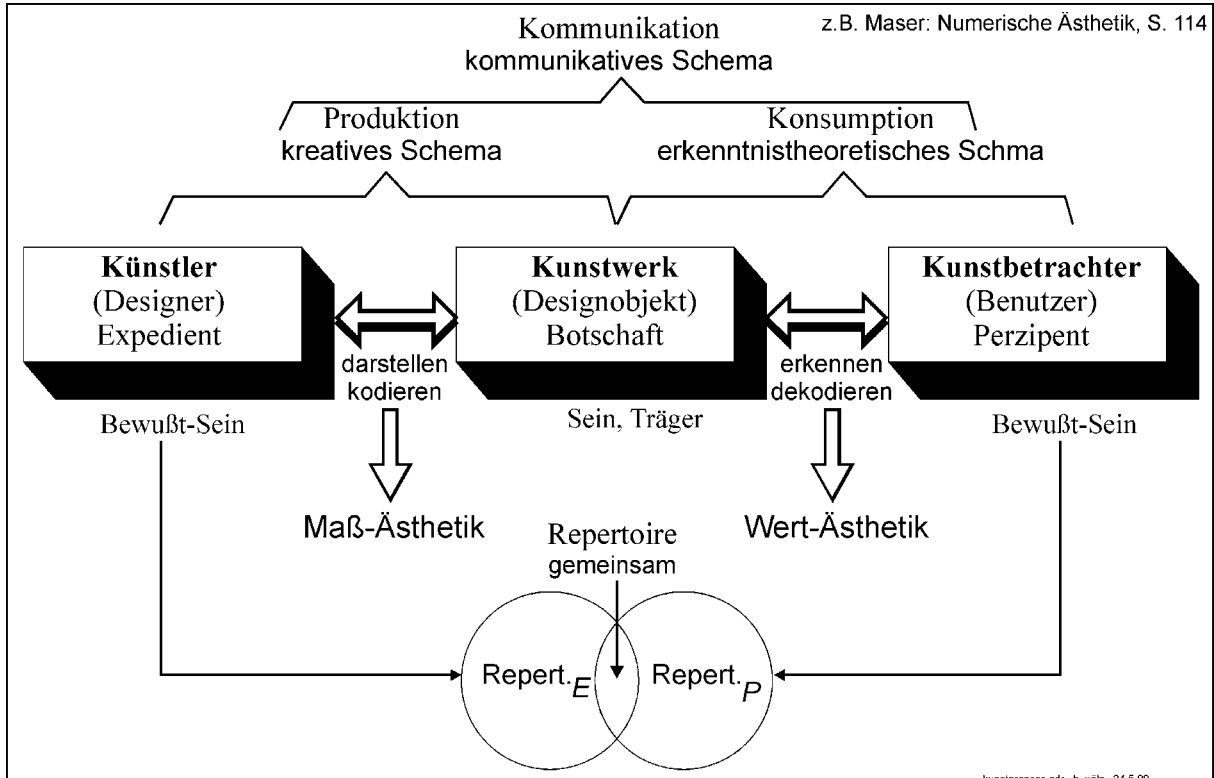 z.B. Maser: Numerische Ästhetik, S. 114
Kommunikation
kommunikatives Schema
Produktion
kreatives Schema
Konsumption
erkenntnistheoretisches Schma
Künstler
(Designer)
Expedient
Kunstwerk
(Designobjekt)
Botschaft
Kunstbetrachter
(Benutzer)
Perzipent
darstellen
kodieren
erkennen
dekodieren
Bewußt-Sein
Sein, Träger
Bewußt-Sein
Maß-Ästhetik
Wert-Ästhetik
Repertoire
gemeinsam
Repert.E
Repert.P